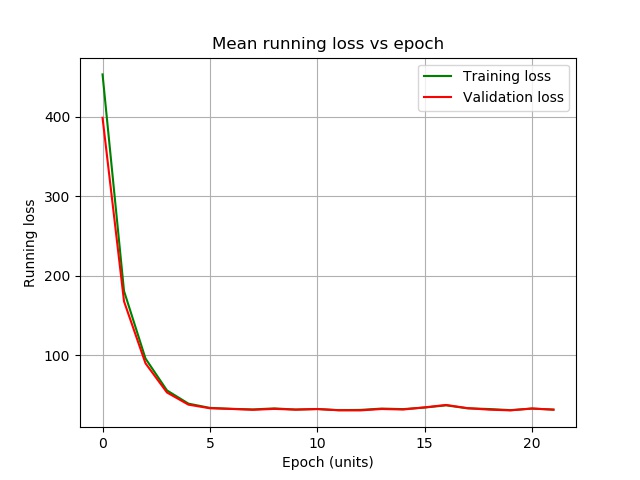 Mean running loss vs epoch
Training loss
Validation loss
Running loss
400
300
200
100
0 5 10 15 20
Epoch (units)